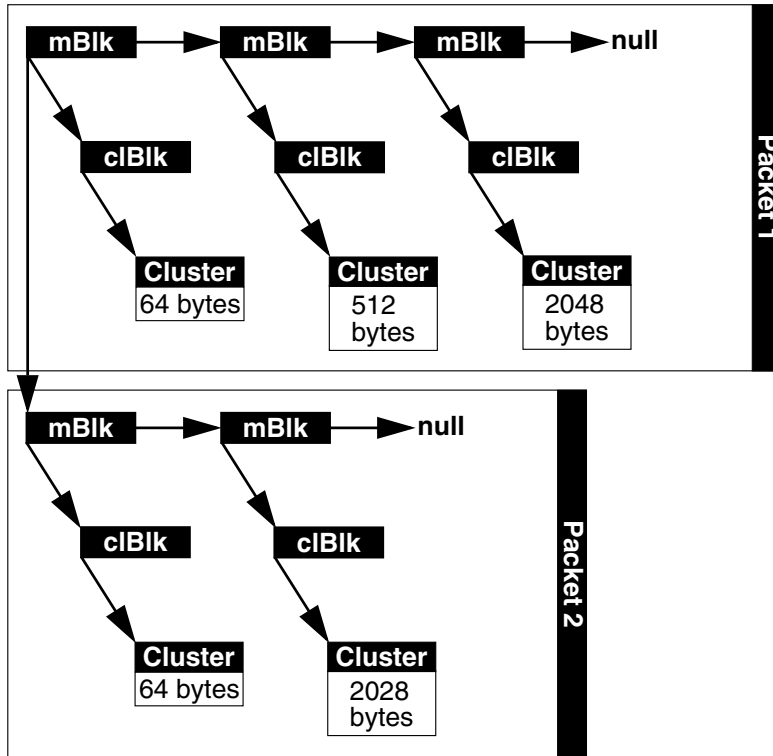 mBlk mBlk mBlk null
clBlk clBlk clBlk
Cluster Cluster Cluster
64 bytes 512 2048
bytes bytes
Packet 1
mBlk mBlk null
clBlk clBlk
Cluster Cluster
64 bytes 2028
bytes
Packet 2